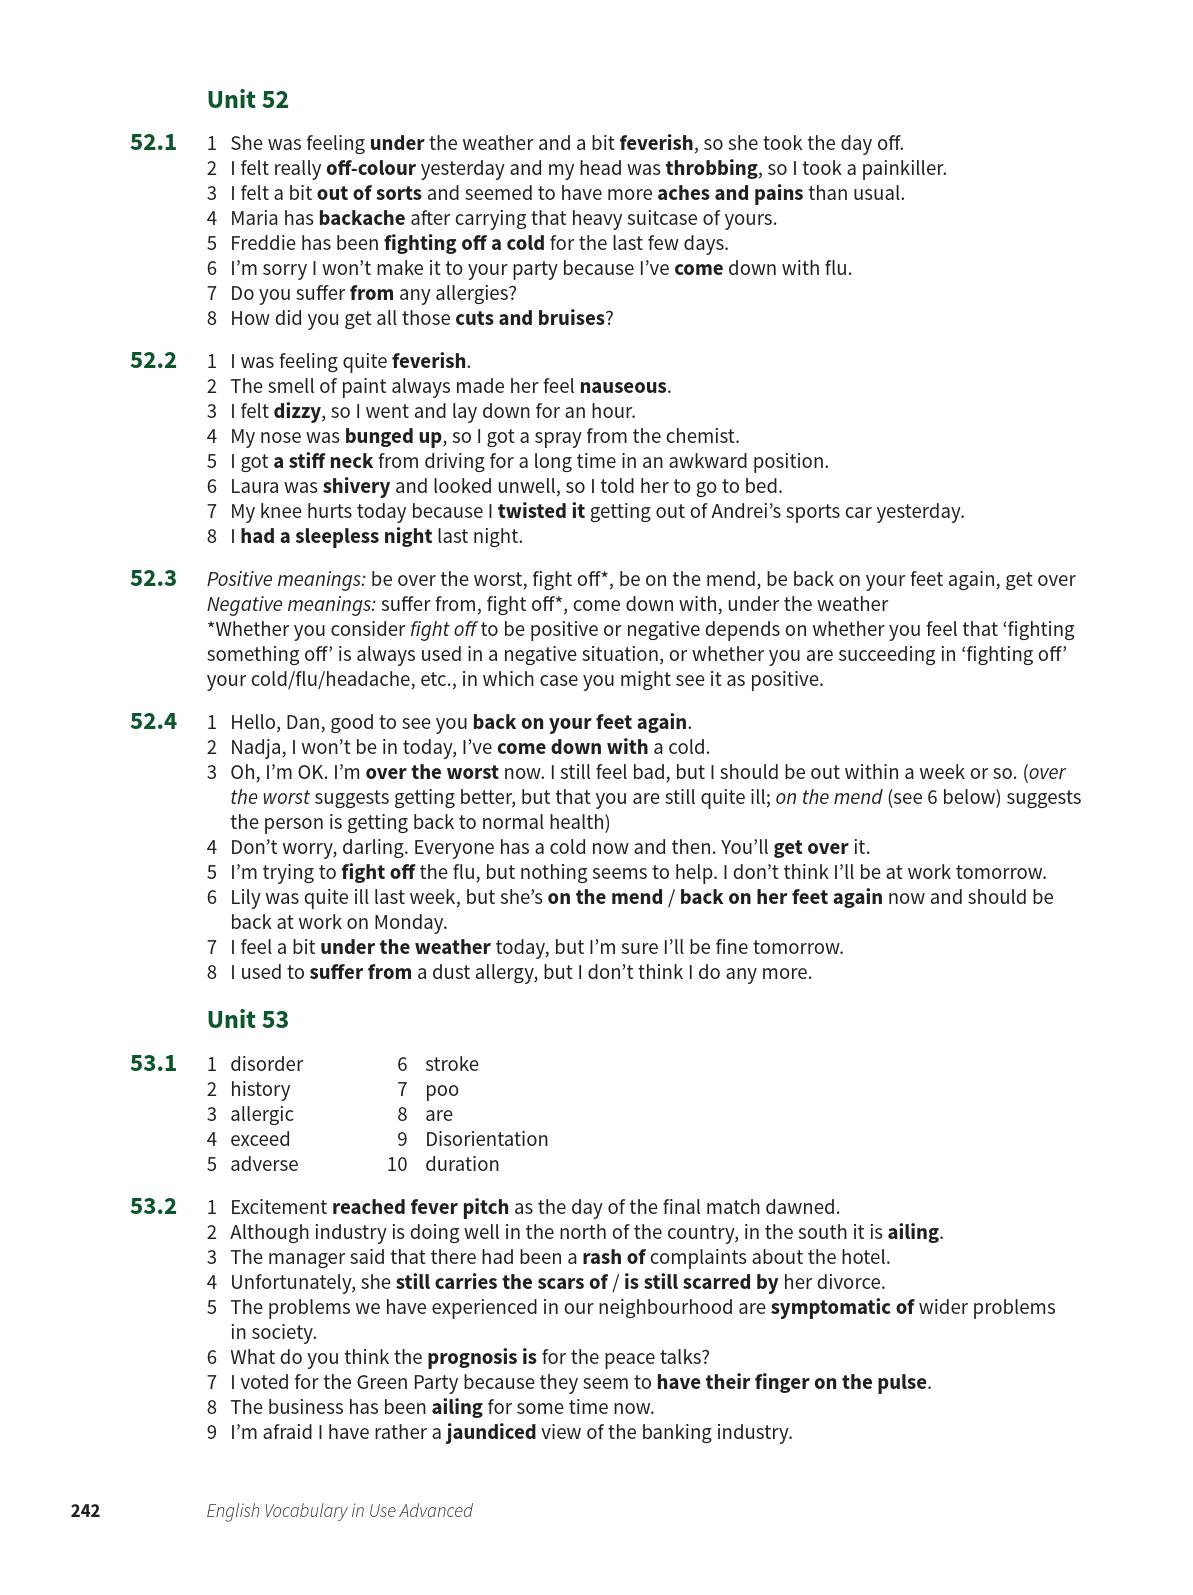 Unit 52
52.1 1 She was feeling under the weather and a bit feverish, so she took the day off.
2 I felt really off-colour yesterday and my head was throbbing, so I took a painkiller.
3 I felt a bit out of sorts and seemed to have more aches and pains than usual.
4 Maria has backache after carrying that heavy suitcase of yours.
5 Freddie has been fighting off a cold for the last few days.
6 I’m sorry I won’t make it to your party because I’ve come down with flu.
7 Do you suffer from any allergies?
8 How did you get all those cuts and bruises?
52.2 1 I was feeling quite feverish.
2 The smell of paint always made her feel nauseous.
3 I felt dizzy, so I went and lay down for an hour.
4 My nose was bunged up, so I got a spray from the chemist.
5 I got a stiff neck from driving for a long time in an awkward position.
6 Laura was shivery and looked unwell, so I told her to go to bed.
7 My knee hurts today because I twisted it getting out of Andrei’s sports car yesterday.
8 I had a sleepless night last night.
52.3 Positive meanings: be over the worst, fight off*, be on the mend, be back on your feet again, get over
Negative meanings: suffer from, fight off*, come down with, under the weather
*Whether you consider fight off to be positive or negative depends on whether you feel that ‘fighting
something off’ is always used in a negative situation, or whether you are succeeding in ‘fighting off’
your cold/flu/headache, etc., in which case you might see it as positive.
52.4 1 Hello, Dan, good to see you back on your feet again.
2 Nadja, I won’t be in today, I’ve come down with a cold.
3 Oh, I’m OK. I’m over the worst now. I still feel bad, but I should be out within a week or so. (over
the worst suggests getting better, but that you are still quite ill; on the mend (see 6 below) suggests
the person is getting back to normal health)
4 Don’t worry, darling. Everyone has a cold now and then. You’ll get over it.
5 I’m trying to fight off the flu, but nothing seems to help. I don’t think I’ll be at work tomorrow.
6 Lily was quite ill last week, but she’s on the mend / back on her feet again now and should be
back at work on Monday.
7 I feel a bit under the weather today, but I’m sure I’ll be fine tomorrow.
8 I used to suffer from a dust allergy, but I don’t think I do any more.
Unit 53
53.1 1 disorder 6 stroke
2 history 7 poo
3 allergic 8 are
4 exceed 9 Disorientation
5 adverse 10 duration
53.2 1 Excitement reached fever pitch as the day of the final match dawned.
2 Although industry is doing well in the north of the country, in the south it is ailing.
3 The manager said that there had been a rash of complaints about the hotel.
4 Unfortunately, she still carries the scars of / is still scarred by her divorce.
5 The problems we have experienced in our neighbourhood are symptomatic of wider problems
in society.
6 What do you think the prognosis is for the peace talks?
7 I voted for the Green Party because they seem to have their finger on the pulse.
8 The business has been ailing for some time now.
9 I’m afraid I have rather a jaundiced view of the banking industry.
242 English Vocabulary in Use Advanced